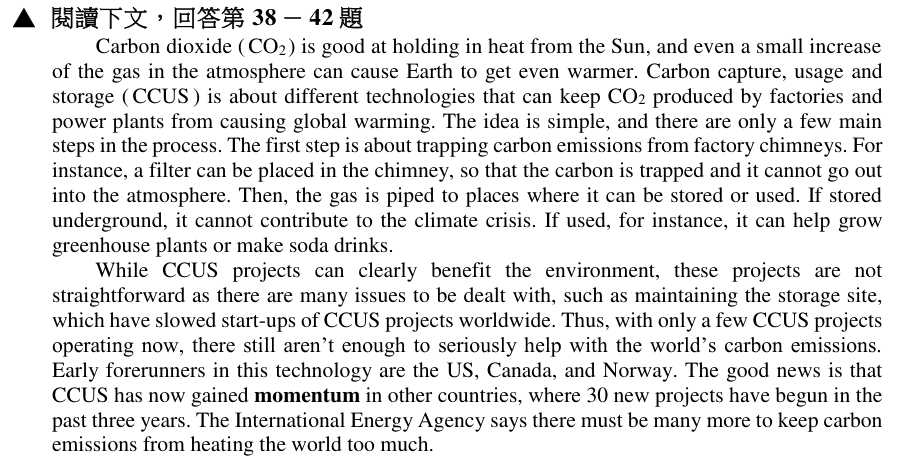 ▲ 閱讀下文，回答第 38 － 42 題
Carbon dioxide ( CO₂ ) is good at holding in heat from the Sun, and even a small increase
of the gas in the atmosphere can cause Earth to get even warmer. Carbon capture, usage and
storage ( CCUS ) is about different technologies that can keep CO₂ produced by factories and
power plants from causing global warming. The idea is simple, and there are only a few main
steps in the process. The first step is about trapping carbon emissions from factory chimneys. For
instance, a filter can be placed in the chimney, so that the carbon is trapped and it cannot go out
into the atmosphere. Then, the gas is piped to places where it can be stored or used. If stored
underground, it cannot contribute to the climate crisis. If used, for instance, it can help grow
greenhouse plants or make soda drinks.
While CCUS projects can clearly benefit the environment, these projects are not
straightforward as there are many issues to be dealt with, such as maintaining the storage site,
which have slowed start-ups of CCUS projects worldwide. Thus, with only a few CCUS projects
operating now, there still aren’t enough to seriously help with the world’s carbon emissions.
Early forerunners in this technology are the US, Canada, and Norway. The good news is that
CCUS has now gained momentum in other countries, where 30 new projects have begun in the
past three years. The International Energy Agency says there must be many more to keep carbon
emissions from heating the world too much.